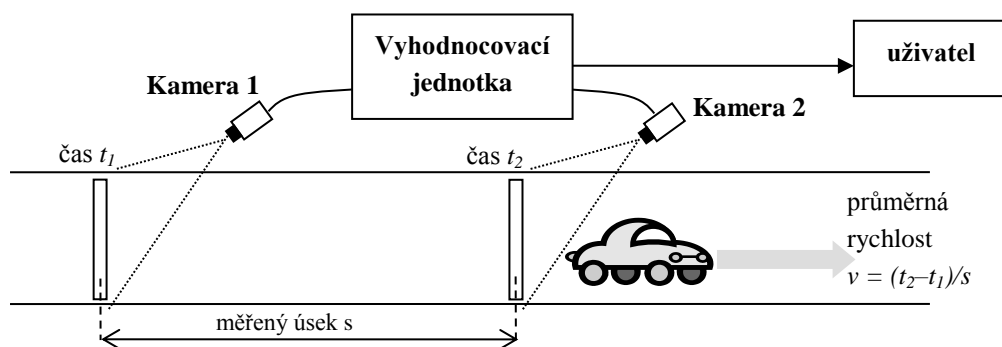 Vyhodnocovací
jednotka
uživatel
Kamera 1
Kamera 2
čas t1
čas t2
průměrná
rychlost
v = (t2–t1)/s
měřený úsek s